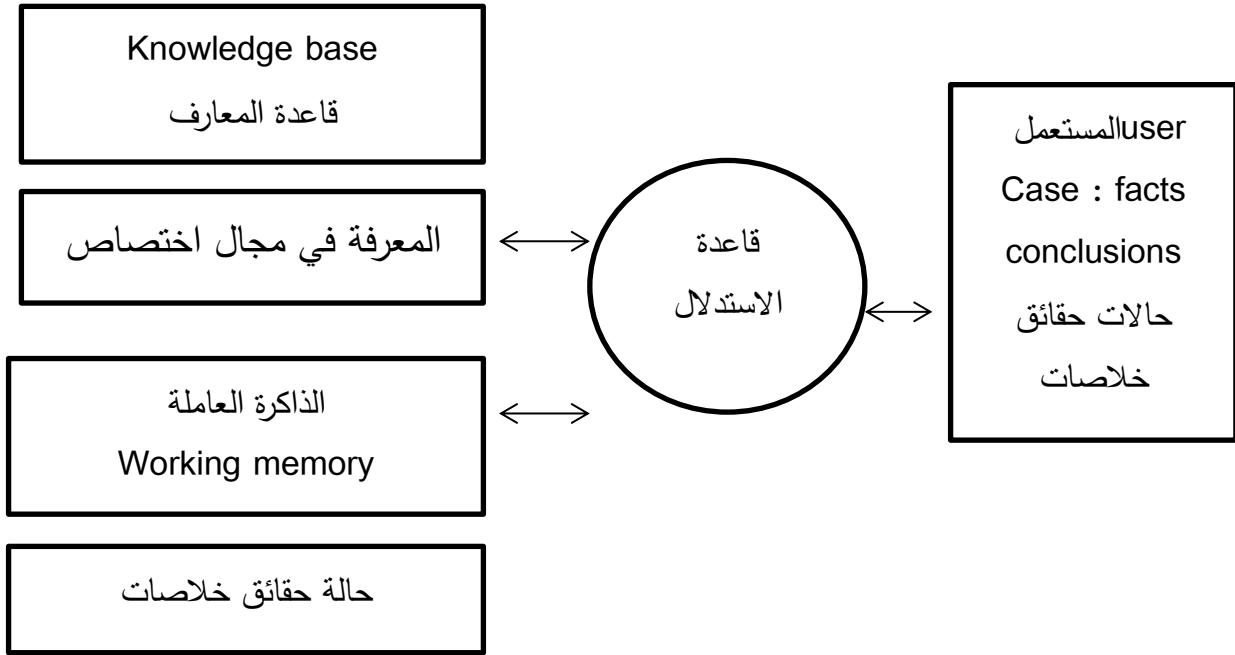 Knowledge base
قاعدة المعارف
المعرفة في مجال اختصاص
الذاكرة العاملة
Working memory
حالة حقائق خلاصات
قاعدة
الاستدلال
المستعملuser
Case : facts
conclusions
حالات حقائق
خلاصات